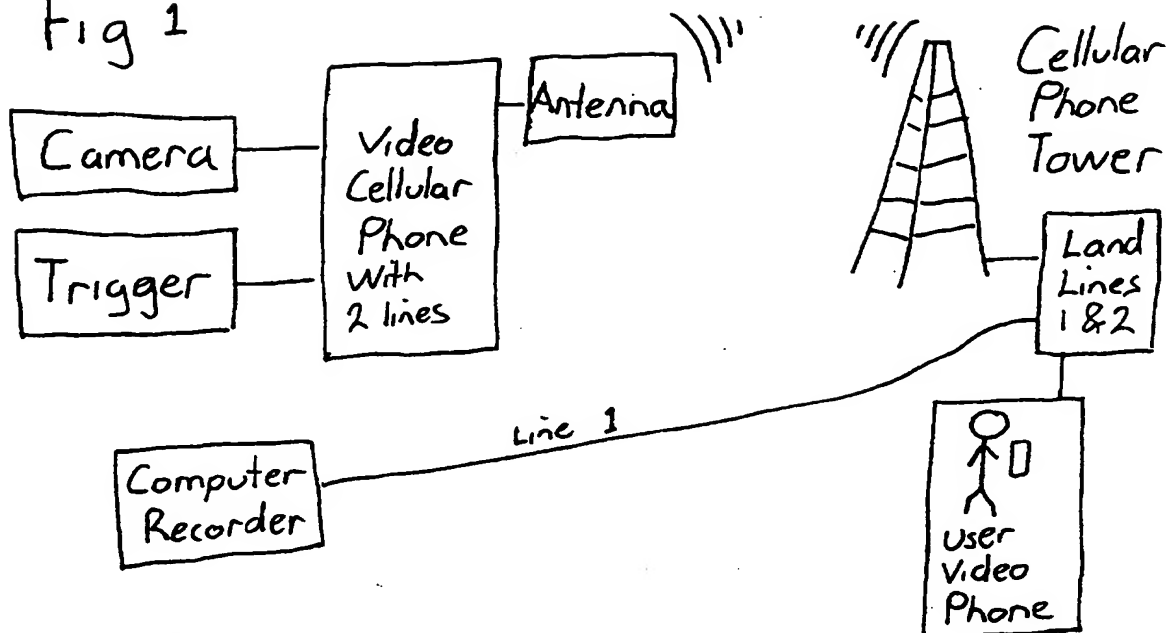 Fig 1
Camera
Trigger
Video
Cellular
Phone
With
2 lines
Antenna
Cellular
Phone
Tower
Land
Lines
1 & 2
Line 1
Computer
Recorder
User
Video
Phone